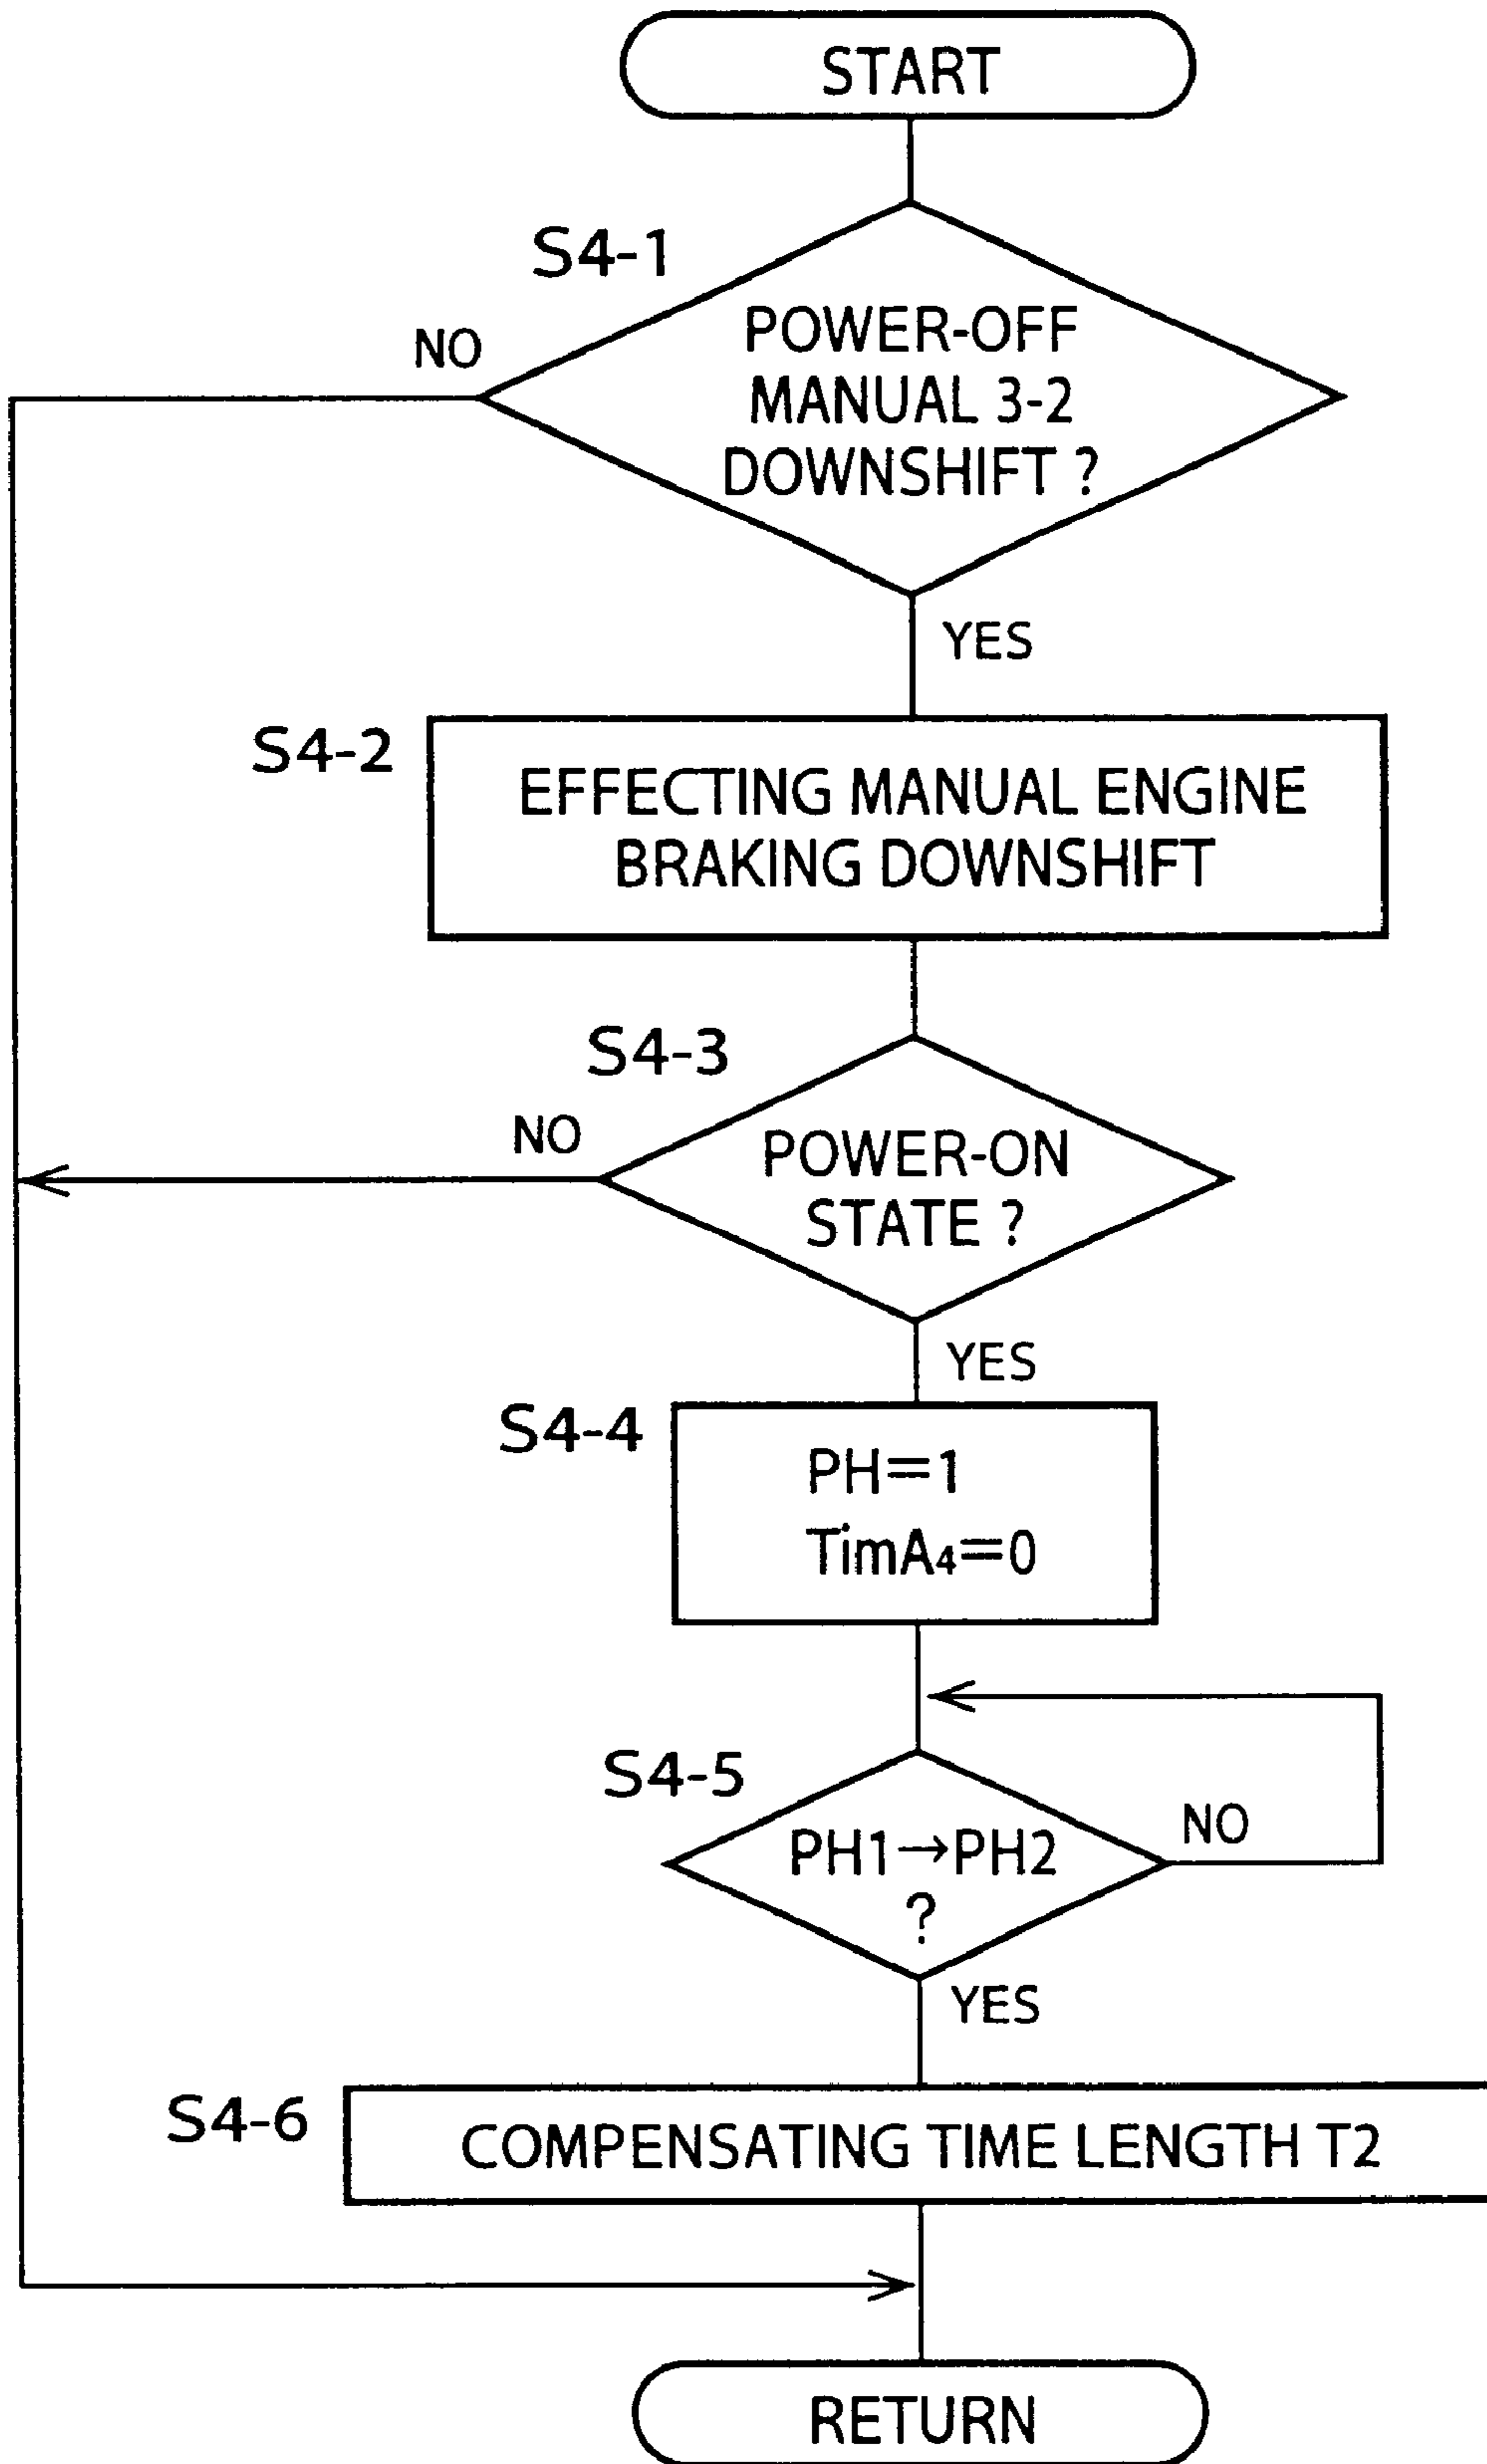 START
S4-1
NO
POWER-OFF
MANUAL 3-2
DOWNSHIFT ?
YES
S4-2
EFFECTING MANUAL ENGINE
BRAKING DOWNSHIFT
S4-3
NO
POWER-ON
STATE ?
YES
S4-4
PH=1
TimA₄=0
S4-5
PH1→PH2
?
NO
YES
S4-6
COMPENSATING TIME LENGTH T2
RETURN